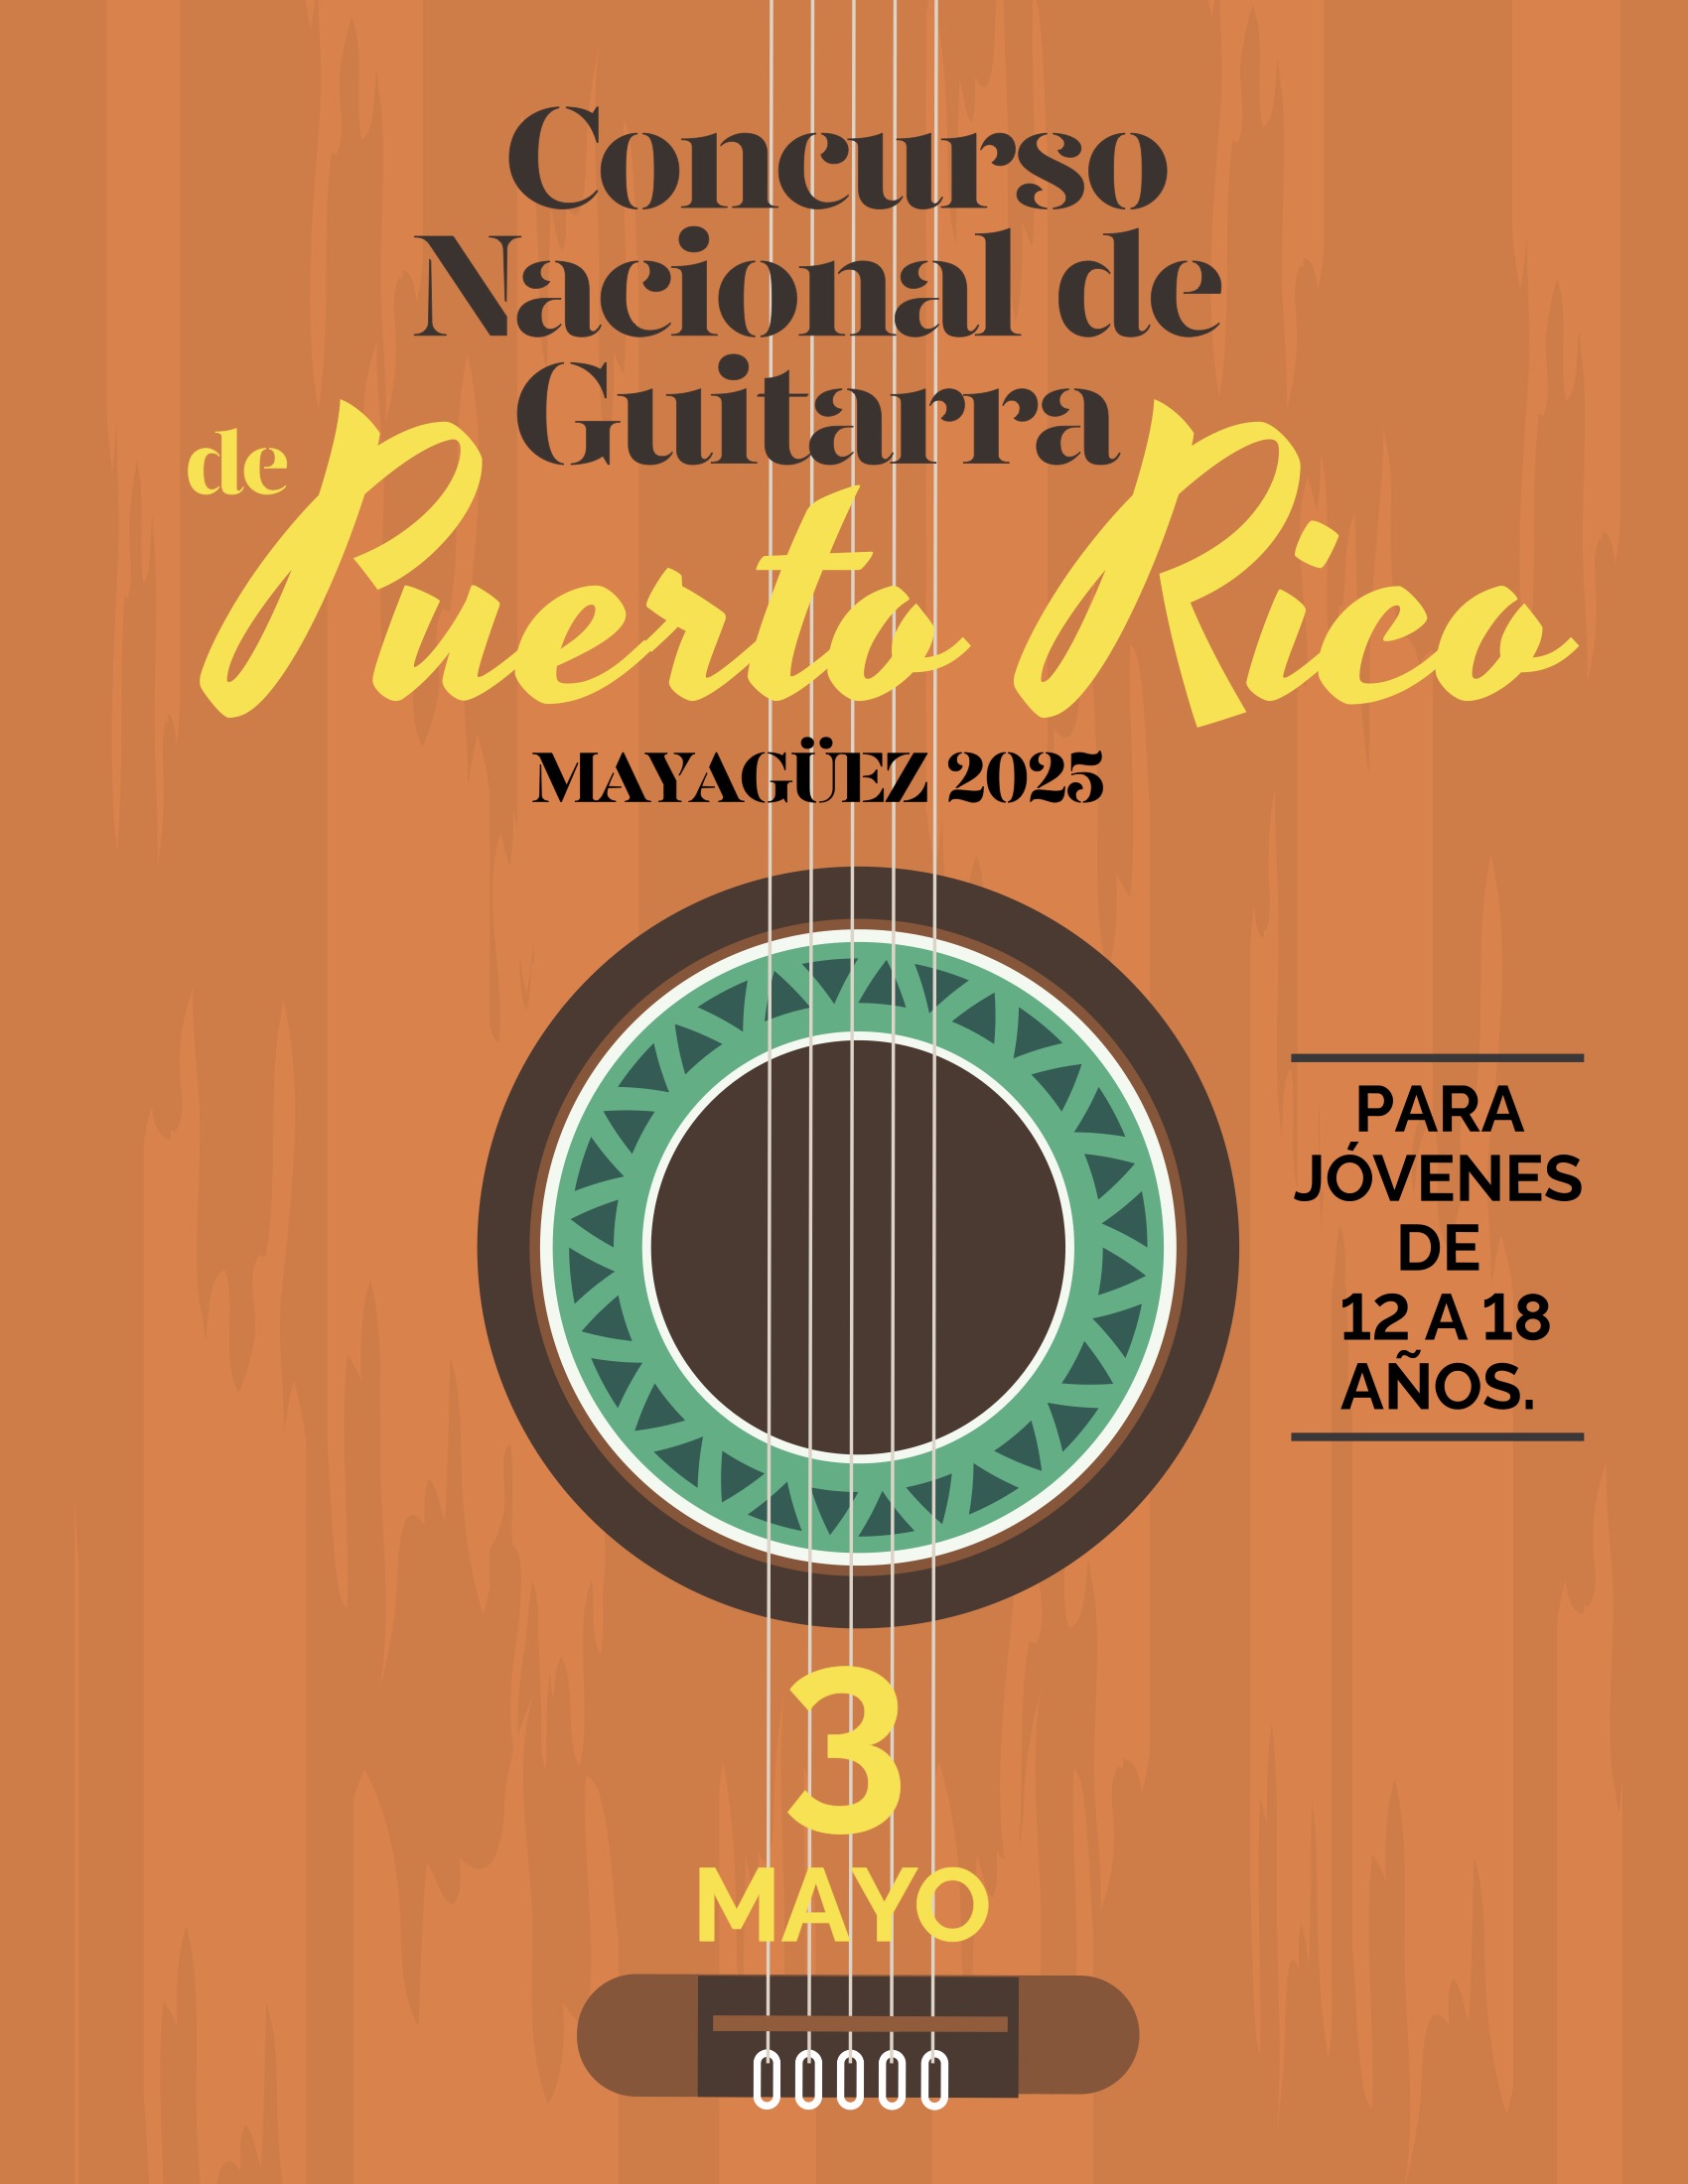 Concurso
Nacional de
Guitarra
de Puerto Rico
MAYAGÜEZ 2025
PARA
JÓVENES
DE
12 A 18
AÑOS.
3
MAYO